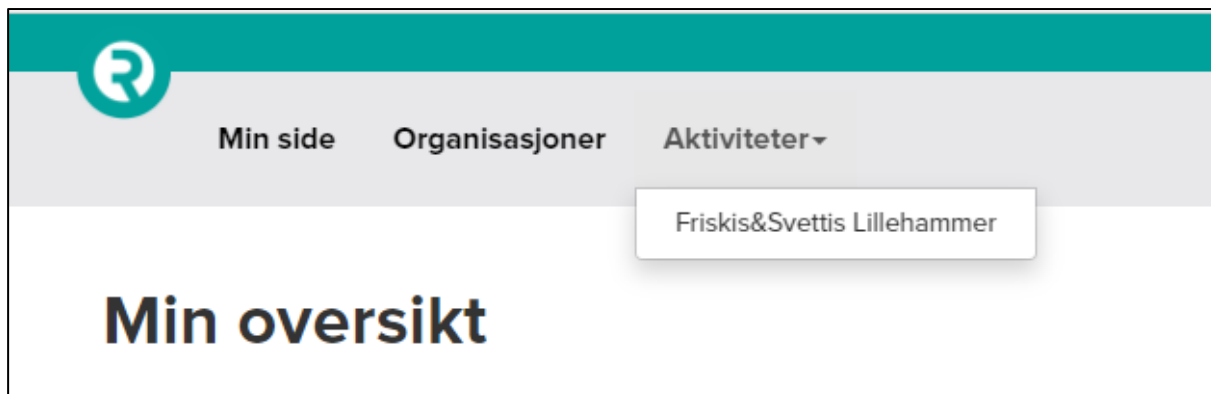 Min side Organisasjoner Aktiviteter
Friskis&Svettis Lillehammer
Min oversikt